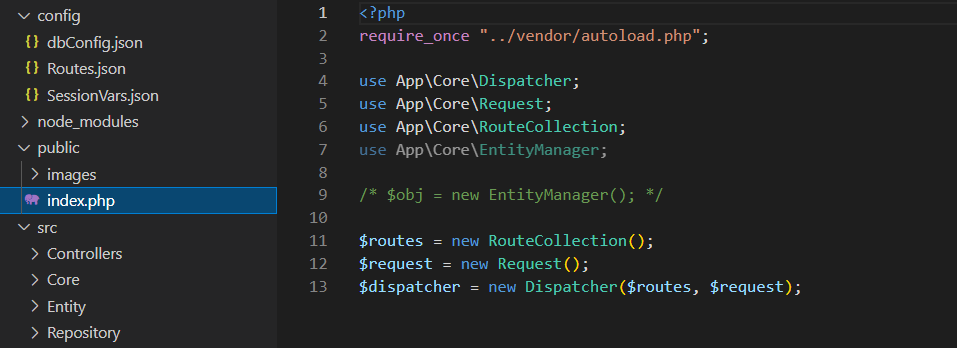 config
dbConfig.json
Routes.json
SessionVars.json
node_modules
public
images
index.php
src
Controllers
Core
Entity
Repository
1 <?php
2 require_once "../vendor/autoload.php";
3
4 use App\Core\Dispatcher;
5 use App\Core\Request;
6 use App\Core\RouteCollection;
7 use App\Core\EntityManager;
8
9 /* $obj = new EntityManager(); */
10
11 $routes = new RouteCollection();
12 $request = new Request();
13 $dispatcher = new Dispatcher($routes, $request);